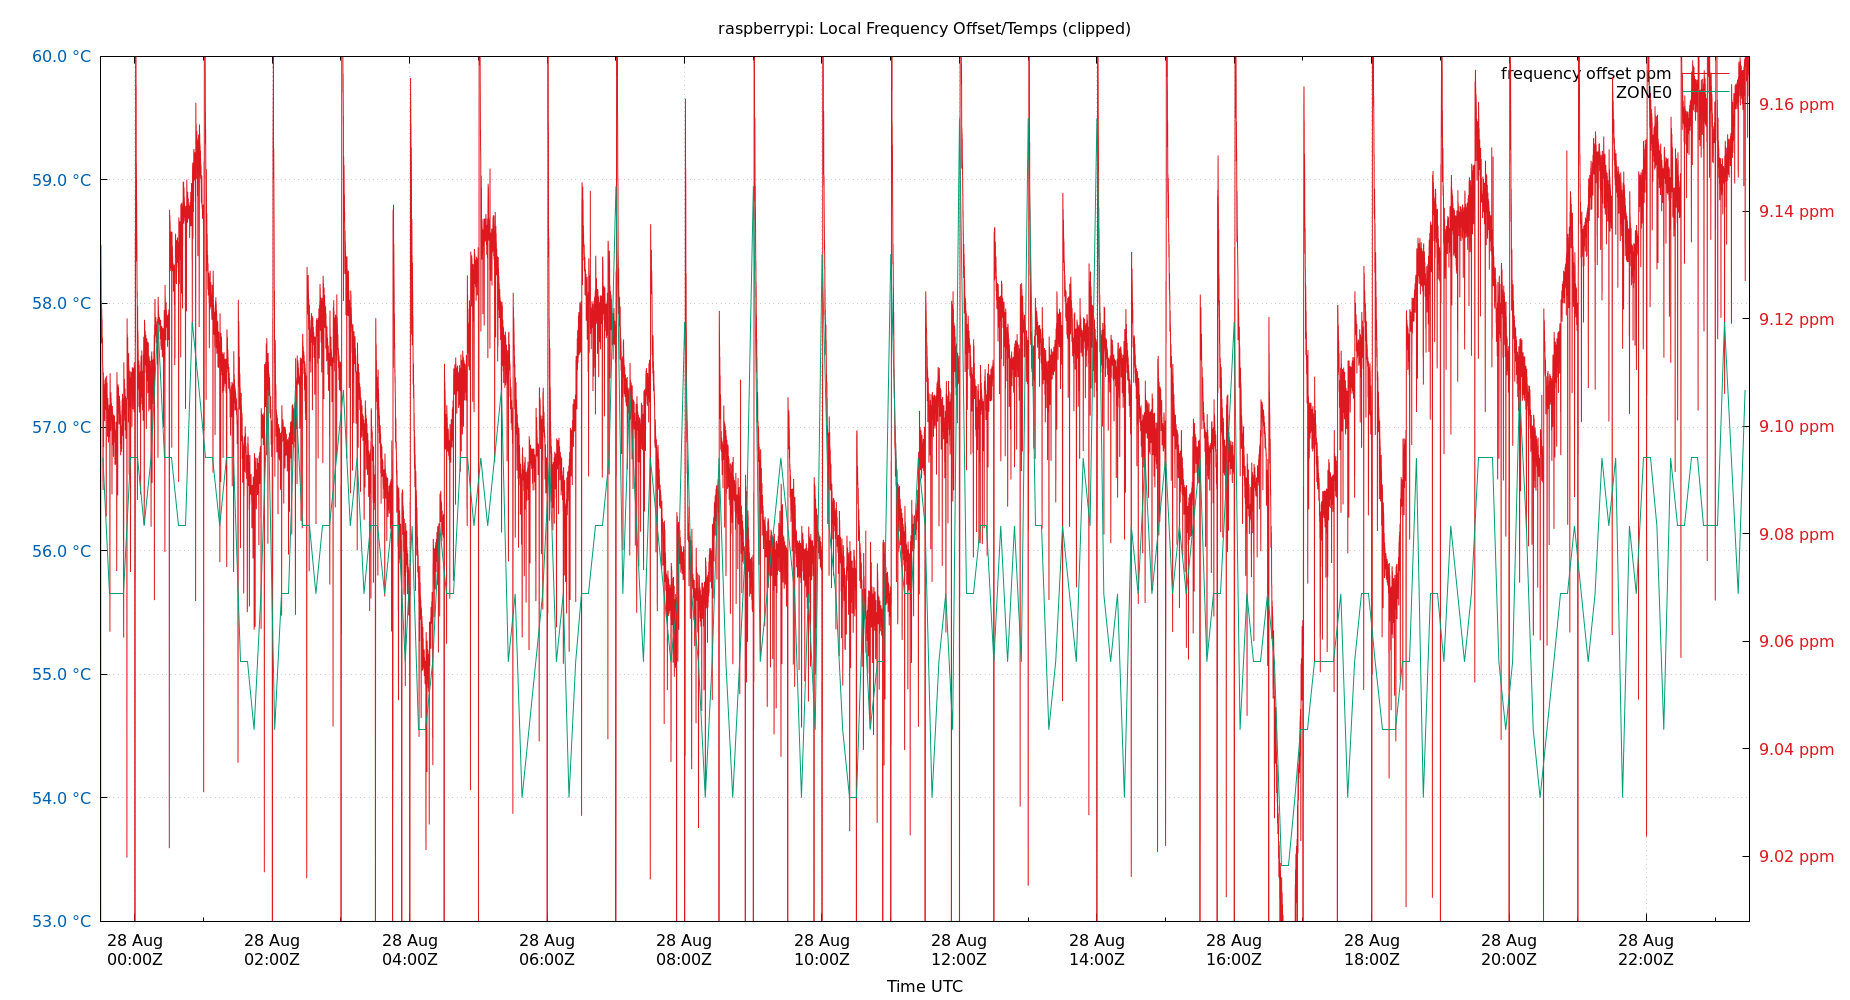 raspberrypi: Local Frequency Offset/Temps (clipped)
60.0 °C
59.0 °C
58.0 °C
57.0 °C
56.0 °C
55.0 °C
54.0 °C
53.0 °C
frequency offset ppm
ZONE0
9.16 ppm
9.14 ppm
9.12 ppm
9.10 ppm
9.08 ppm
9.06 ppm
9.04 ppm
9.02 ppm
28 Aug 28 Aug 28 Aug 28 Aug 28 Aug 28 Aug 28 Aug 28 Aug 28 Aug 28 Aug 28 Aug 28 Aug
00:00Z 02:00Z 04:00Z 06:00Z 08:00Z 10:00Z 12:00Z 14:00Z 16:00Z 18:00Z 20:00Z 22:00Z
Time UTC